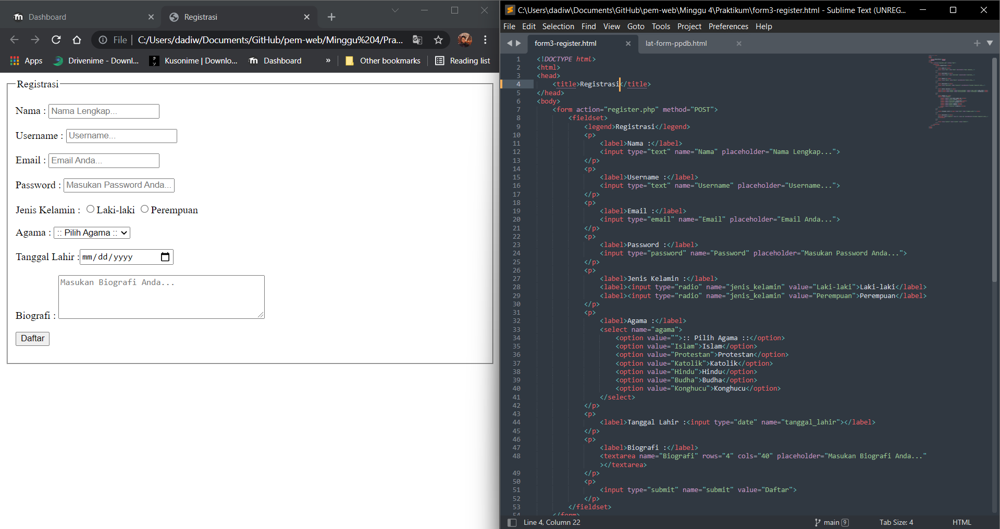 Dashboard
Registrasi
File
C:/Users/dadiw/Documents/GitHub/pem-web/Minggu%204/Pra...
Apps
Drivenime - Downl...
Kusonime | Downlo...
Dashboard
»
Other bookmarks
Reading list
Registrasi
Nama : Nama Lengkap...
Username : Username...
Email : Email Anda...
Password : Masukan Password Anda...
Jenis Kelamin : Laki-laki Perempuan
Agama : :: Pilih Agama ::
Tanggal Lahir : mm/dd/yyyy
Masukan Biografi Anda...
Biografi :
Daftar
C:\Users\dadiw\Documents\GitHub\pem-web\Minggu 4\Praktikum\form3-register.html - Sublime Text (UNREG...
File Edit Selection Find View Goto Tools Project Preferences Help
form3-register.html
lat-form-ppdb.html
1 <!DOCTYPE html>
2 <html>
3 <head>
4 <title>Registrasi</title>
5 </head>
6 <body>
7 <form action="register.php" method="POST">
8 <fieldset>
9 <legend>Registrasi</legend>
10 <p>
11 <label>Nama :</label>
12 <input type="text" name="Nama" placeholder="Nama Lengkap...">
13 </p>
14 <p>
15 <label>Username :</label>
16 <input type="text" name="Username" placeholder="Username...">
17 </p>
18 <p>
19 <label>Email :</label>
20 <input type="email" name="Email" placeholder="Email Anda...">
21 </p>
22 <p>
23 <label>Password :</label>
24 <input type="password" name="Password" placeholder="Masukan Password Anda...">
25 </p>
26 <p>
27 <label>Jenis Kelamin :</label>
28 <label><input type="radio" name="jenis_kelamin" value="Laki-laki">Laki-laki</label>
29 <label><input type="radio" name="jenis_kelamin" value="Perempuan">Perempuan</label>
30 </p>
31 <p>
32 <label>Agama :</label>
33 <select name="agama">
34 <option value="">:: Pilih Agama ::</option>
35 <option value="Islam">Islam</option>
36 <option value="Protestan">Protestan</option>
37 <option value="Katolik">Katolik</option>
38 <option value="Hindu">Hindu</option>
39 <option value="Budha">Budha</option>
40 <option value="Konghucu">Konghucu</option>
41 </select>
42 </p>
43 <p>
44 <label>Tanggal Lahir :<input type="date" name="tanggal_lahir"></label>
45 </p>
46 <p>
47 <label>Biografi :</label>
48 <textarea name="Biografi" rows="4" cols="40" placeholder="Masukan Biografi Anda..."
></textarea>
49 </p>
50 <p>
51 <input type="submit" name="submit" value="Daftar">
52 </p>
53 </fieldset>
54 </form>
Line 4, Column 22
main 9
Tab Size: 4
HTML